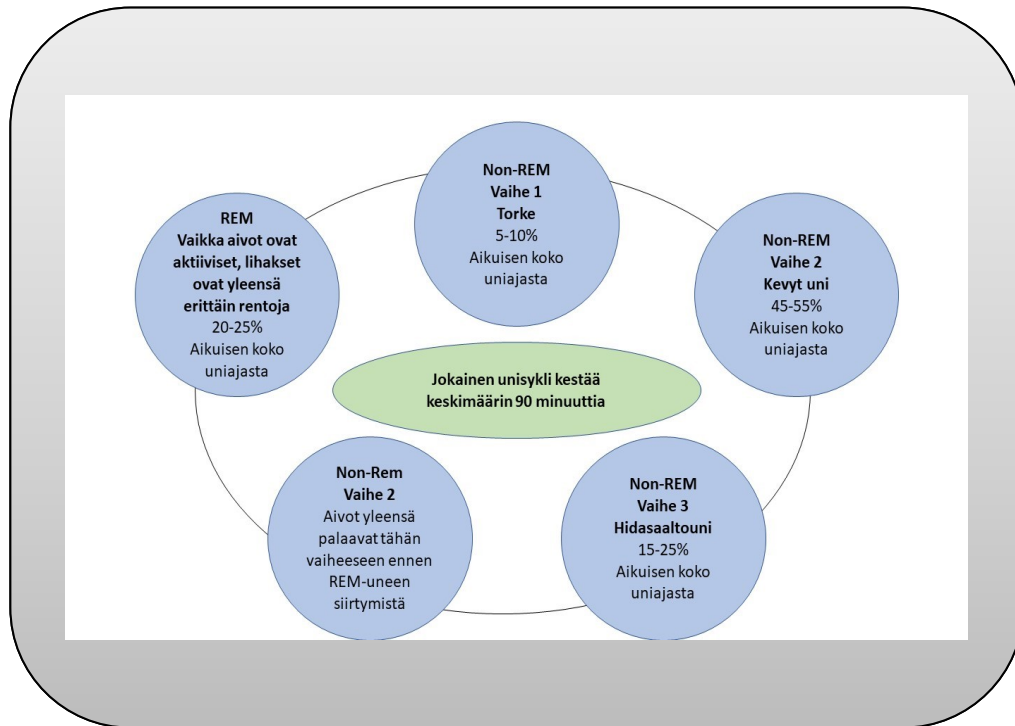 Non-REM
Vaihe 1
Torke
5-10%
Aikuisen koko
uniajasta
Non-REM
Vaihe 2
Kevyt uni
45-55%
Aikuisen koko
uniajasta
Non-REM
Vaihe 3
Hidasaaltouni
15-25%
Aikuisen koko
uniajasta
Non-Rem
Vaihe 2
Aivot yleensä
palaavat tähän
vaiheeseen ennen
REM-uneen
siirtymistä
REM
Vaikka aivot ovat
aktiiviset, lihakset
ovat yleensä
erittäin rentoja
20-25%
Aikuisen koko
uniajasta
Jokainen unisykli kestää
keskimäärin 90 minuuttia